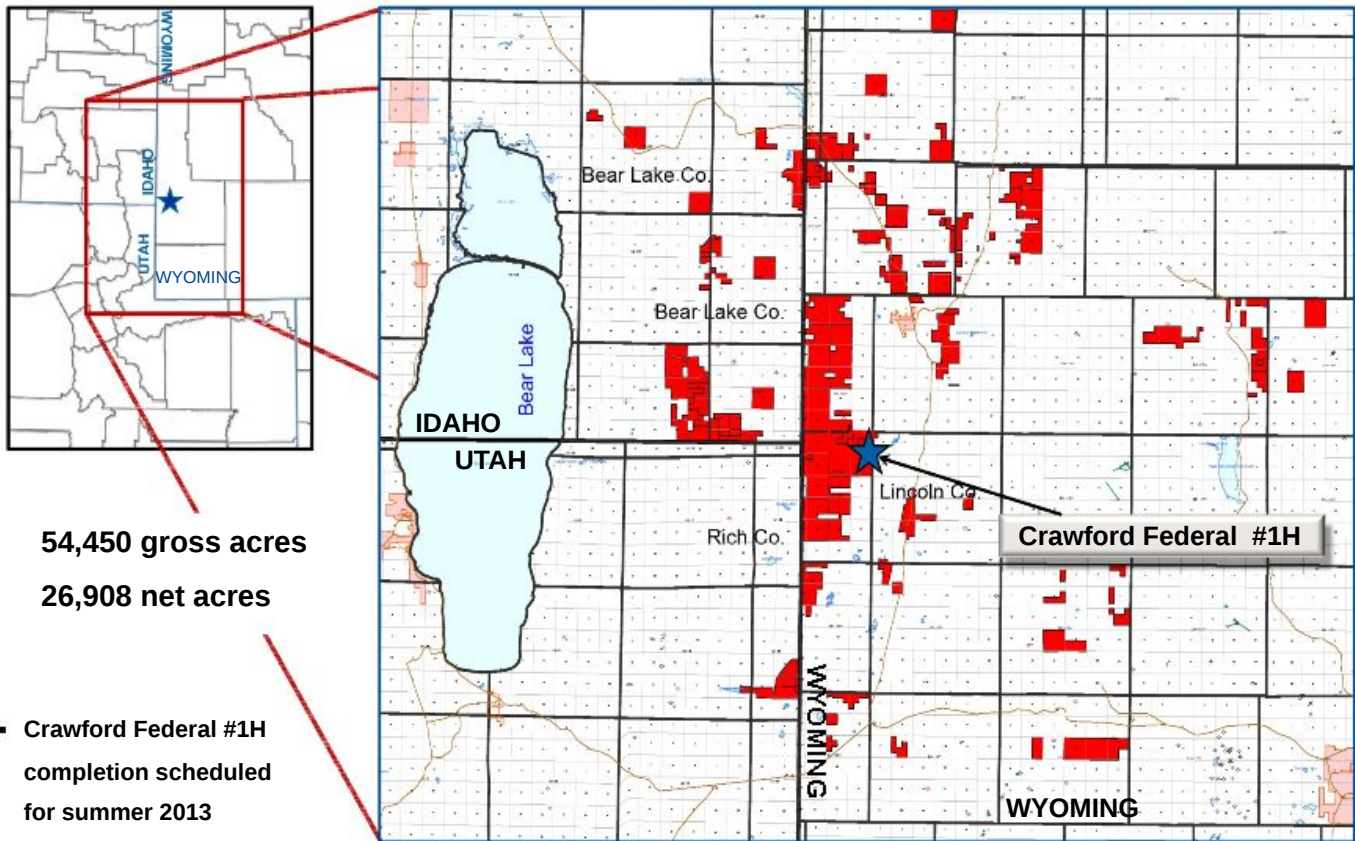 WYOMING
IDAHO
UTAH
WYOMING
54,450 gross acres
26,908 net acres
Crawford Federal #1H
completion scheduled
for summer 2013
Bear Lake Co.
Bear Lake Co.
Bear Lake
IDAHO
UTAH
Lincoln Co.
Rich Co.
Crawford Federal #1H
WYOMING
WYOMING